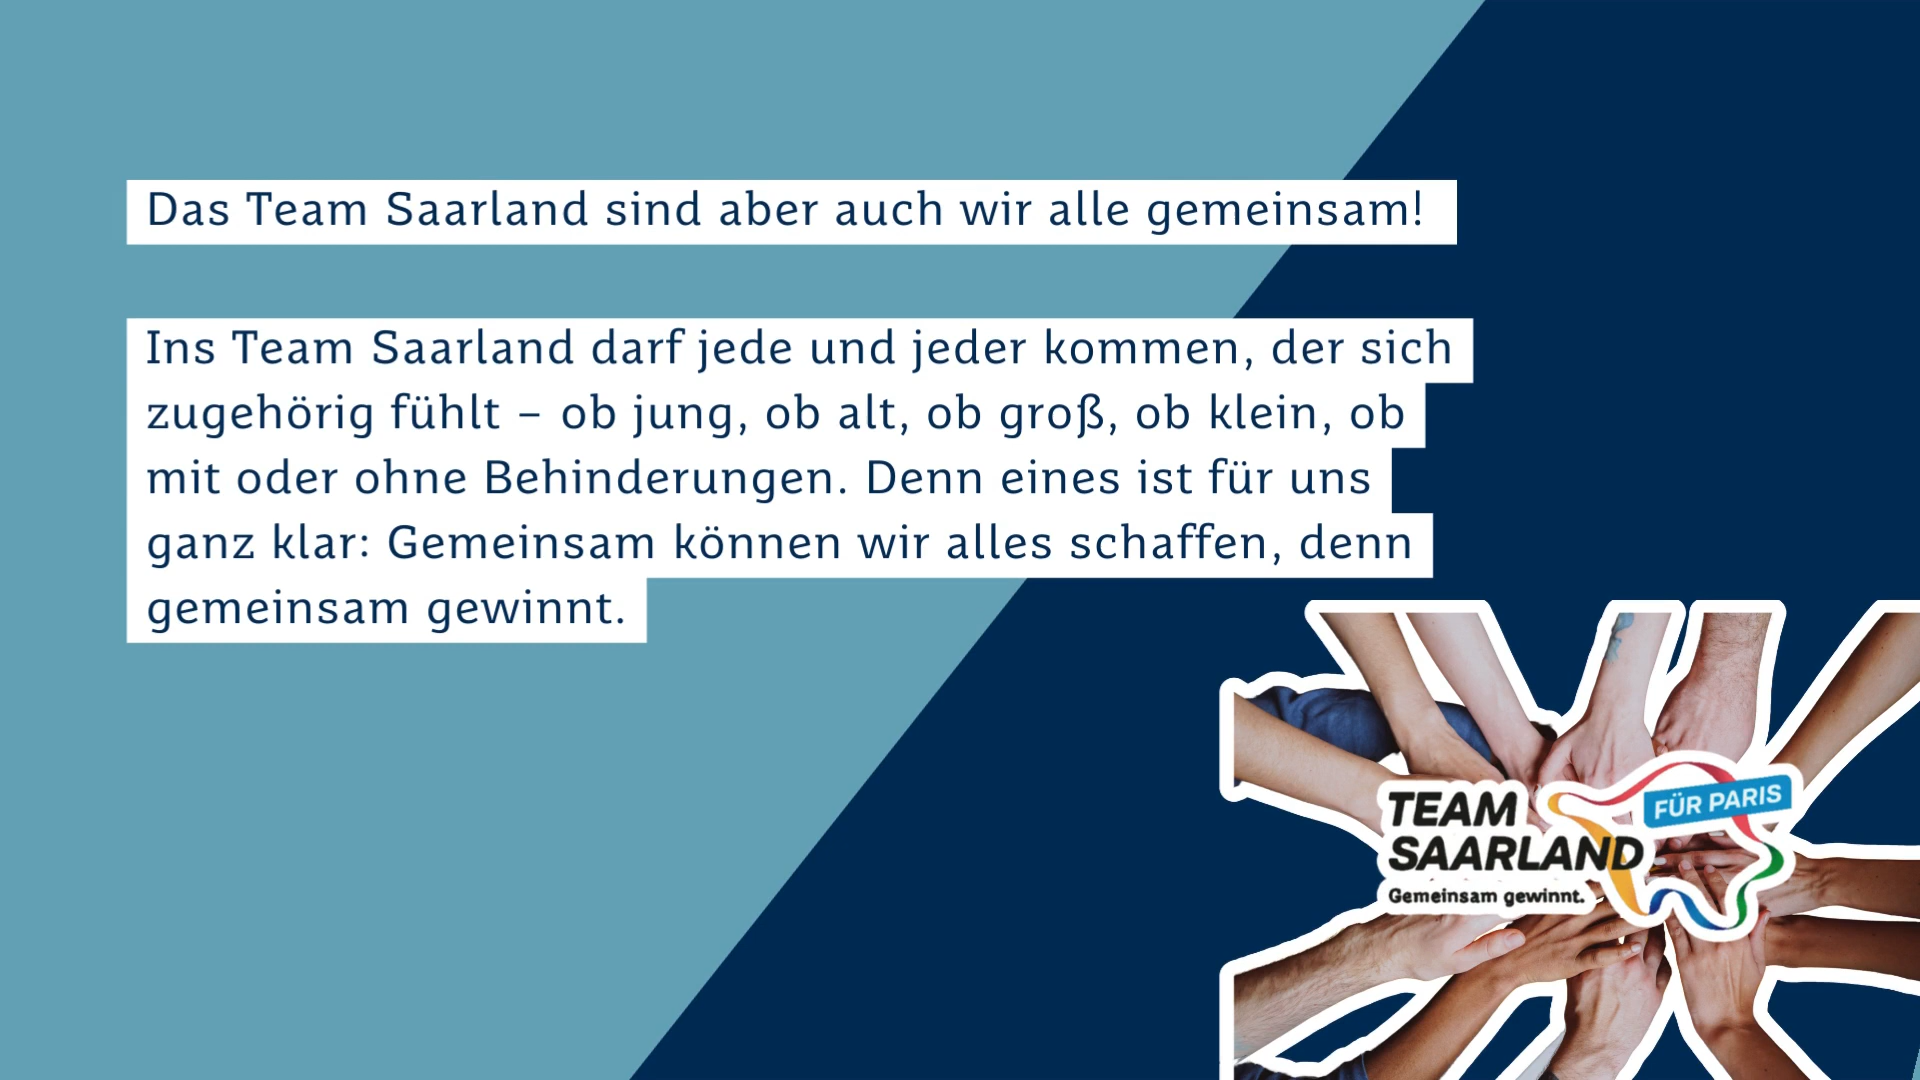 Das Team Saarland sind aber auch wir alle gemeinsam!
Ins Team Saarland darf jede und jeder kommen, der sich
zugehörig fühlt – ob jung, ob alt, ob groß, ob klein, ob
mit oder ohne Behinderungen. Denn eines ist für uns
ganz klar: Gemeinsam können wir alles schaffen, denn
gemeinsam gewinnt.
FÜR PARIS
TEAM
SAARLAND
Gemeinsam gewinnt.